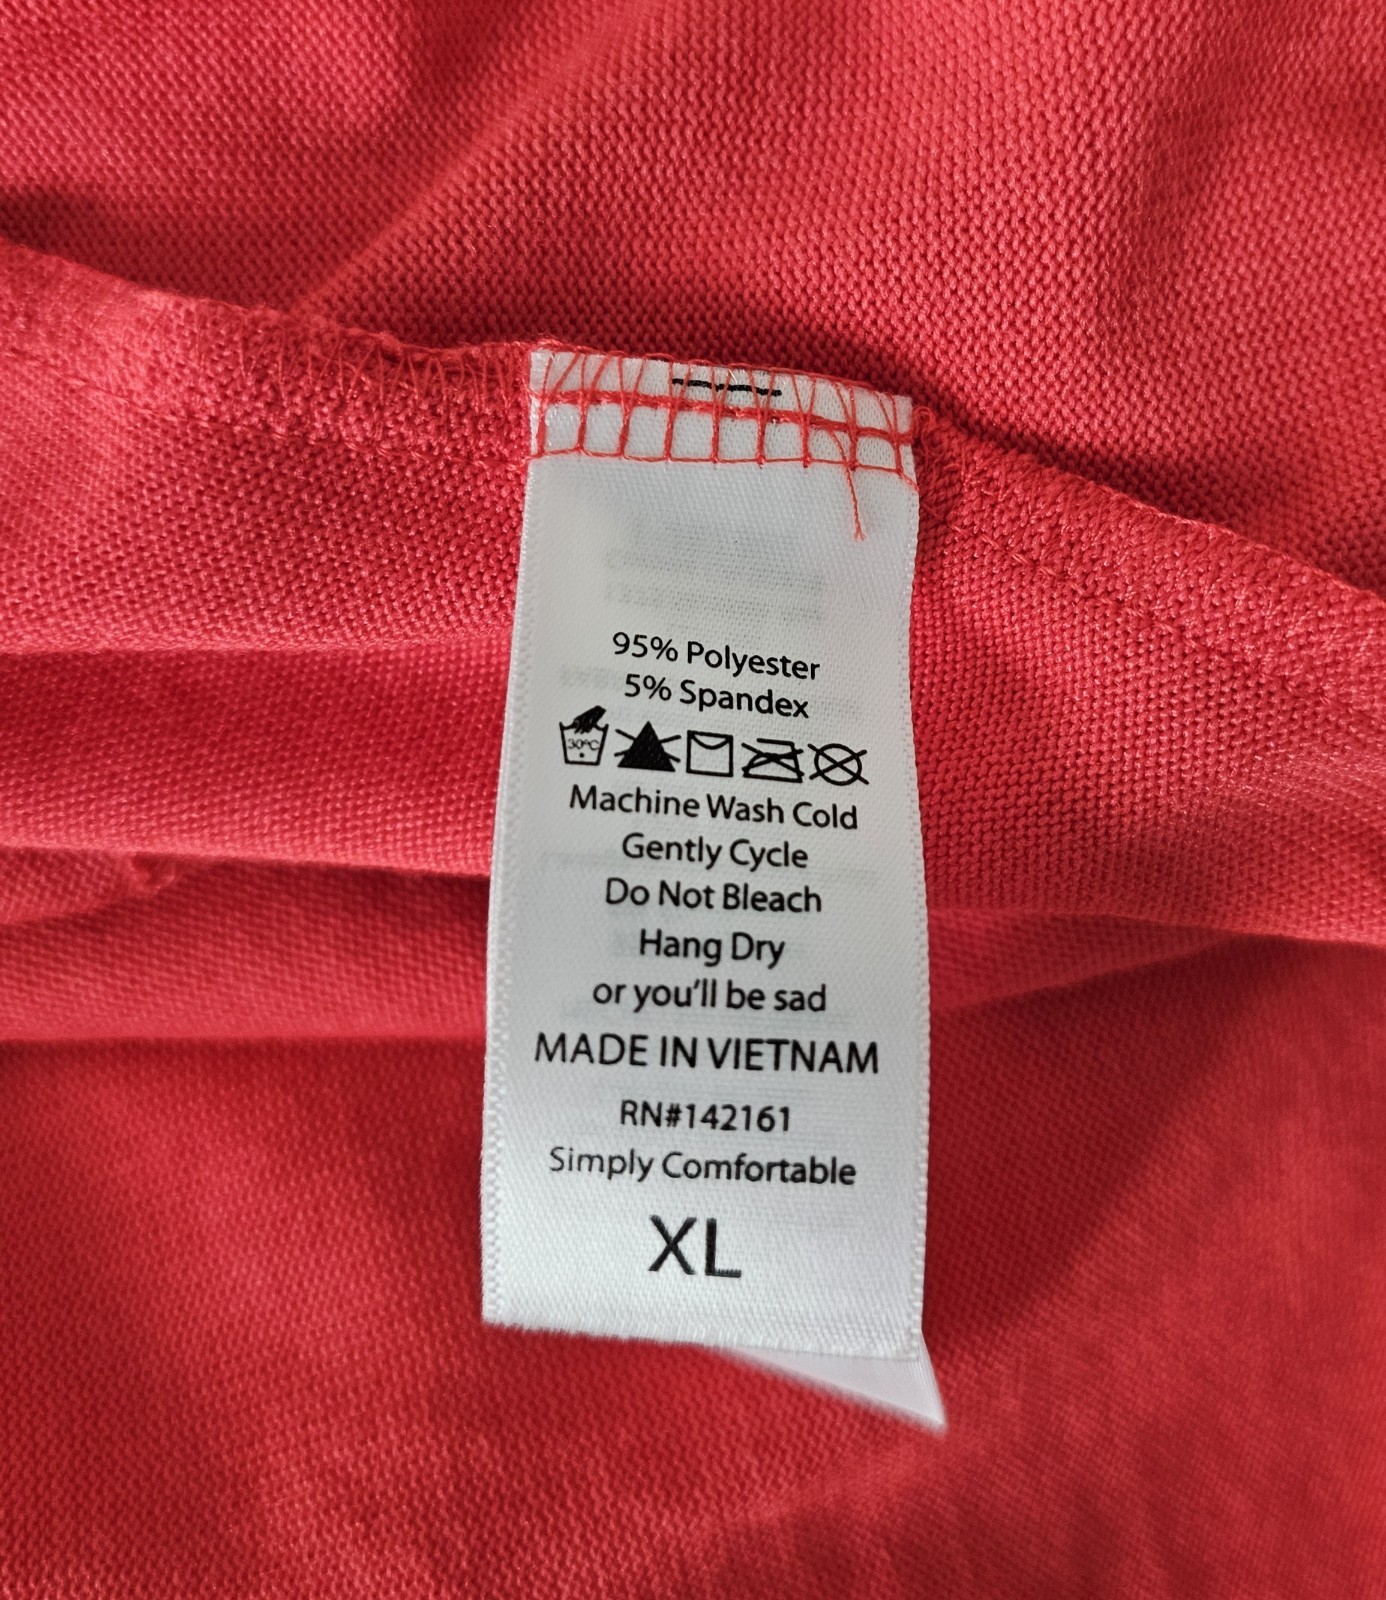 95% Polyester
5% Spandex
30°C
Machine Wash Cold
Gently Cycle
Do Not Bleach
Hang Dry
or you'll be sad
MADE IN VIETNAM
RN#142161
Simply Comfortable
XL